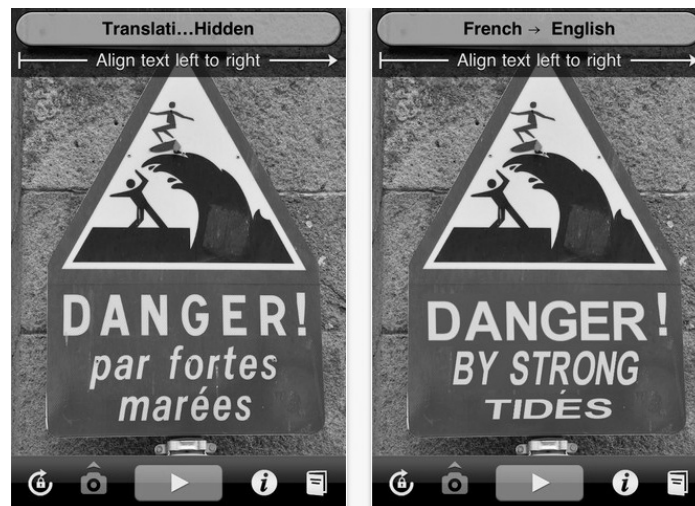 Translati...Hidden
Align text left to right
DANGER!
par fortes
marées
French → English
Align text left to right
DANGER!
BY STRONG
TIDÉS